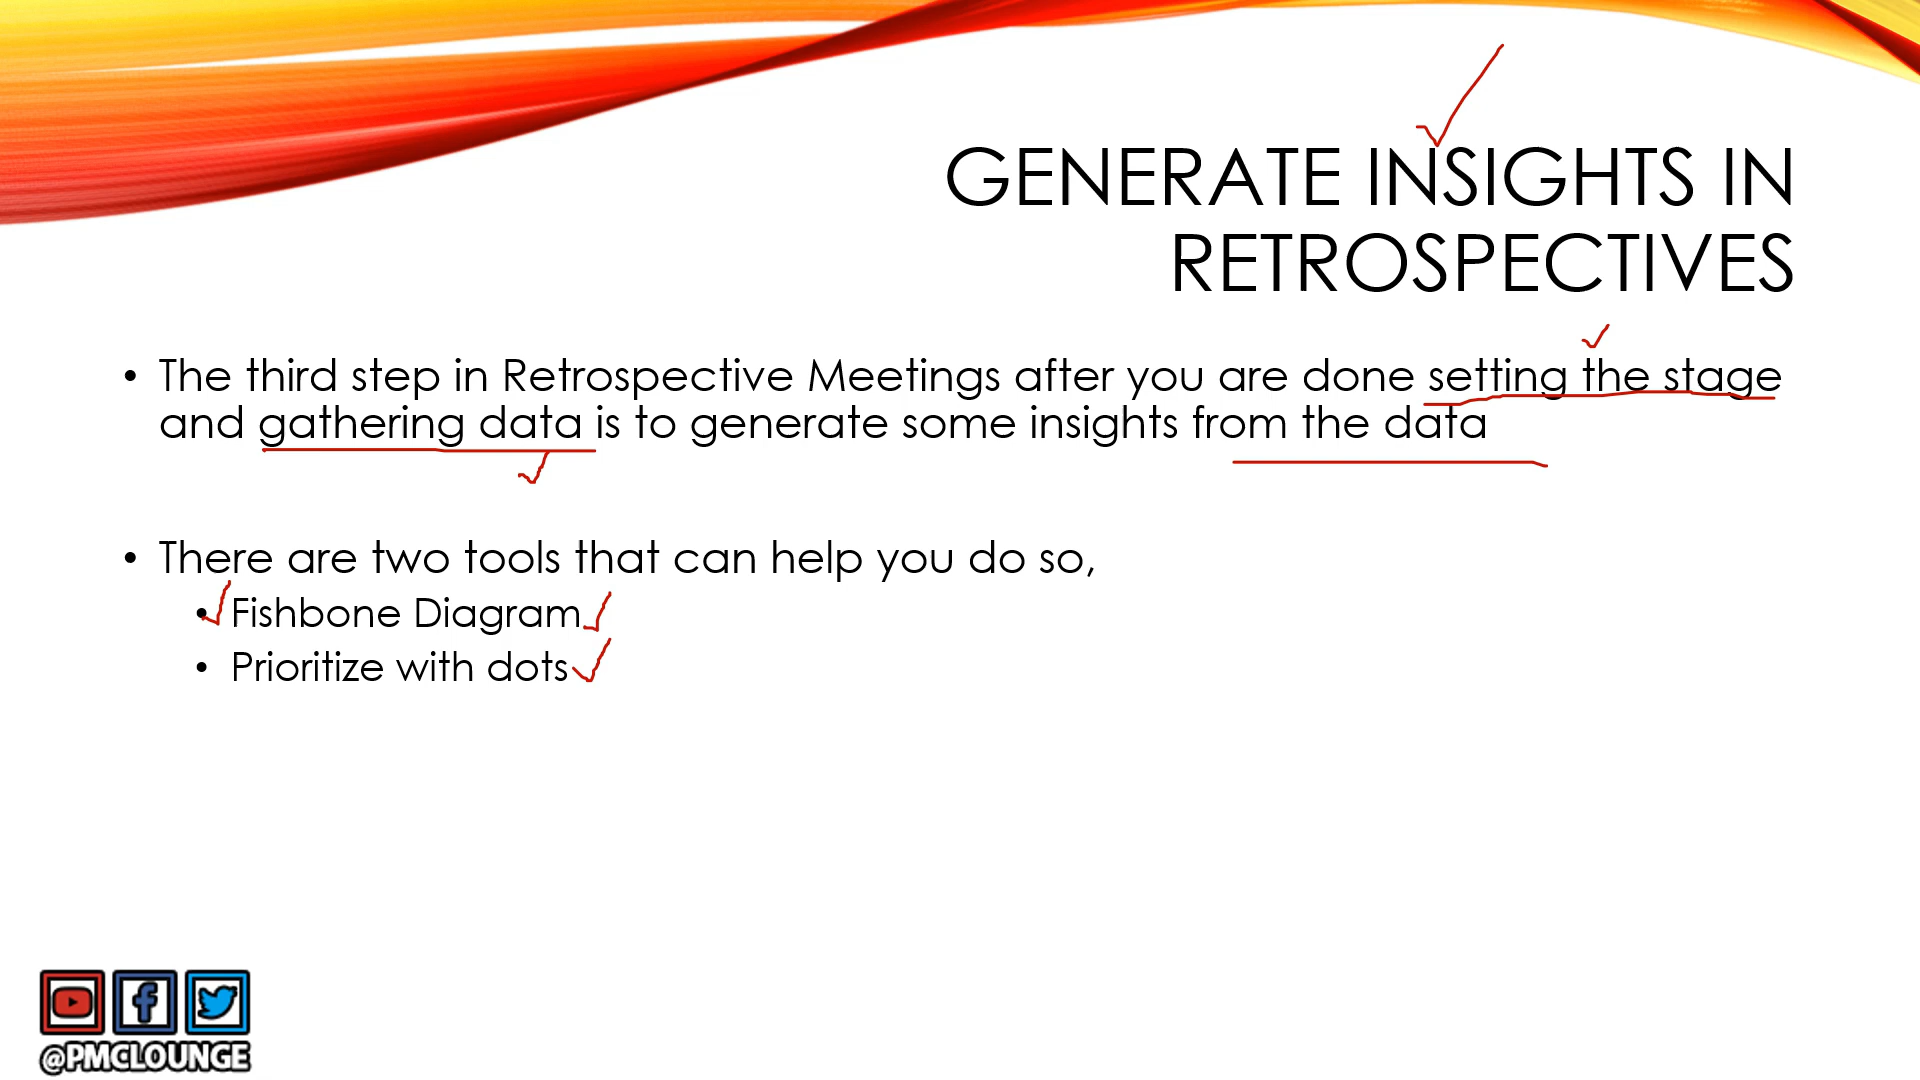 GENERATE INSIGHTS IN
RETROSPECTIVES
• The third step in Retrospective Meetings after you are done setting the stage
and gathering data is to generate some insights from the data
• There are two tools that can help you do so,
• Fishbone Diagram
• Prioritize with dots
@PMCLOUNGE